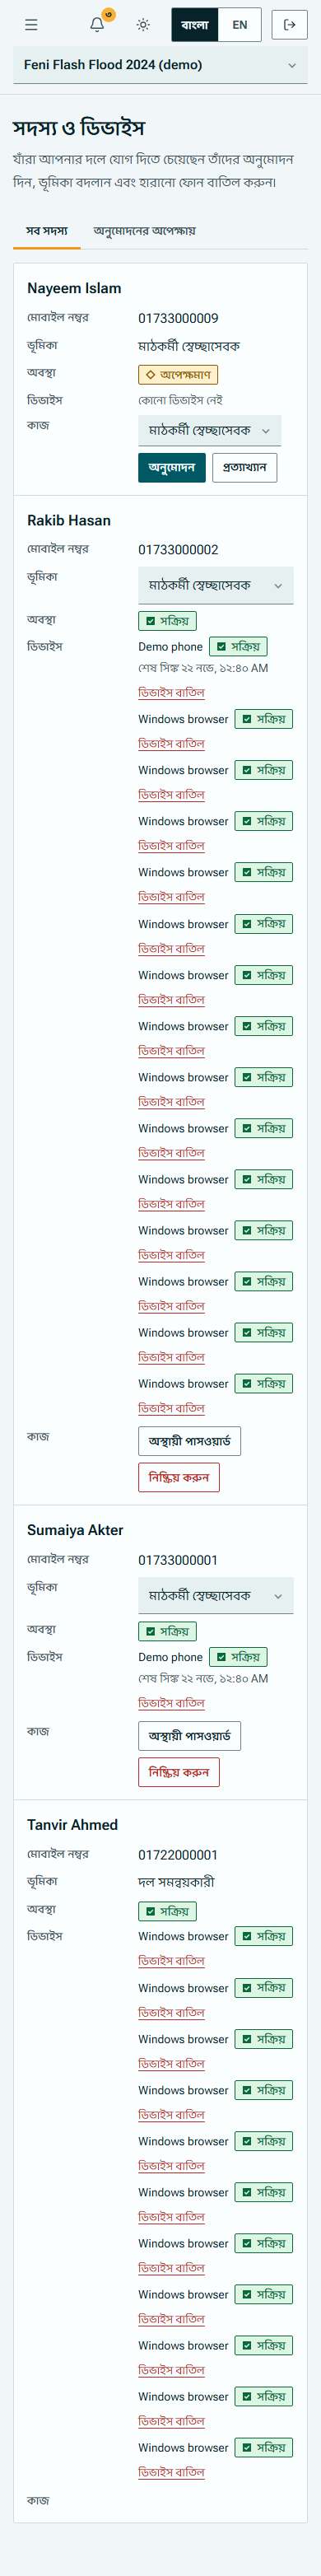 ৩
বাংলা
EN
Feni Flash Flood 2024 (demo)
সদস্য ও ডিভাইস
যাঁরা আপনার দলে যোগ দিতে চেয়েছেন তাঁদের অনুমোদন
দিন, ভূমিকা বদলান এবং হারানো ফোন বাতিল করুন।
সব সদস্য
অনুমোদনের অপেক্ষায়
Nayeem Islam
মোবাইল নম্বর 01733000009
ভূমিকা মাঠকর্মী স্বেচ্ছাসেবক
অবস্থা অপেক্ষমাণ
ডিভাইস কোনো ডিভাইস নেই
কাজ মাঠকর্মী স্বেচ্ছাসেবক
অনুমোদন প্রত্যাখ্যান
Rakib Hasan
মোবাইল নম্বর 01733000002
ভূমিকা মাঠকর্মী স্বেচ্ছাসেবক
অবস্থা সক্রিয়
ডিভাইস Demo phone সক্রিয়
শেষ সিঙ্ক ২২ নভে, ১২:৪০ AM
ডিভাইস বাতিল
Windows browser সক্রিয়
ডিভাইস বাতিল
Windows browser সক্রিয়
ডিভাইস বাতিল
Windows browser সক্রিয়
ডিভাইস বাতিল
Windows browser সক্রিয়
ডিভাইস বাতিল
Windows browser সক্রিয়
ডিভাইস বাতিল
Windows browser সক্রিয়
ডিভাইস বাতিল
Windows browser সক্রিয়
ডিভাইস বাতিল
Windows browser সক্রিয়
ডিভাইস বাতিল
Windows browser সক্রিয়
ডিভাইস বাতিল
Windows browser সক্রিয়
ডিভাইস বাতিল
Windows browser সক্রিয়
ডিভাইস বাতিল
Windows browser সক্রিয়
ডিভাইস বাতিল
Windows browser সক্রিয়
ডিভাইস বাতিল
Windows browser সক্রিয়
ডিভাইস বাতিল
কাজ অস্থায়ী পাসওয়ার্ড
নিষ্ক্রিয় করুন
Sumaiya Akter
মোবাইল নম্বর 01733000001
ভূমিকা মাঠকর্মী স্বেচ্ছাসেবক
অবস্থা সক্রিয়
ডিভাইস Demo phone সক্রিয়
শেষ সিঙ্ক ২২ নভে, ১২:৪০ AM
ডিভাইস বাতিল
কাজ অস্থায়ী পাসওয়ার্ড
নিষ্ক্রিয় করুন
Tanvir Ahmed
মোবাইল নম্বর 01722000001
ভূমিকা দল সমন্বয়কারী
অবস্থা সক্রিয়
ডিভাইস Windows browser সক্রিয়
ডিভাইস বাতিল
Windows browser সক্রিয়
ডিভাইস বাতিল
Windows browser সক্রিয়
ডিভাইস বাতিল
Windows browser সক্রিয়
ডিভাইস বাতিল
Windows browser সক্রিয়
ডিভাইস বাতিল
Windows browser সক্রিয়
ডিভাইস বাতিল
Windows browser সক্রিয়
ডিভাইস বাতিল
Windows browser সক্রিয়
ডিভাইস বাতিল
Windows browser সক্রিয়
ডিভাইস বাতিল
Windows browser সক্রিয়
ডিভাইস বাতিল
Windows browser সক্রিয়
ডিভাইস বাতিল
কাজ